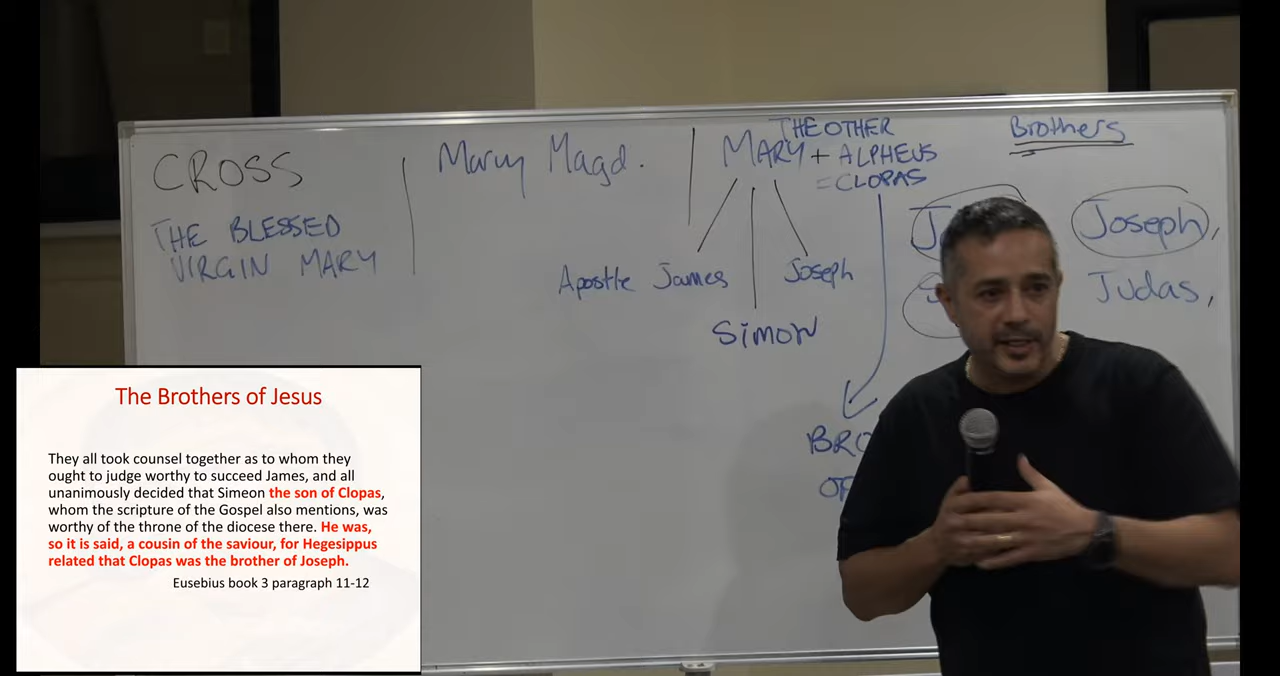 CROSS
THE BLESSED
VIRGIN MARY
Mary Magd.
THE OTHER
MARY + ALPHEUS
= CLOPAS
Apostle James
Joseph
Simon
Brothers
Joseph,
Judas,
The Brothers of Jesus
They all took counsel together as to whom they
ought to judge worthy to succeed James, and all
unanimously decided that Simeon the son of Clopas,
whom the scripture of the Gospel also mentions, was
worthy of the throne of the diocese there. He was,
so it is said, a cousin of the saviour, for Hegesippus
related that Clopas was the brother of Joseph.
Eusebius book 3 paragraph 11-12